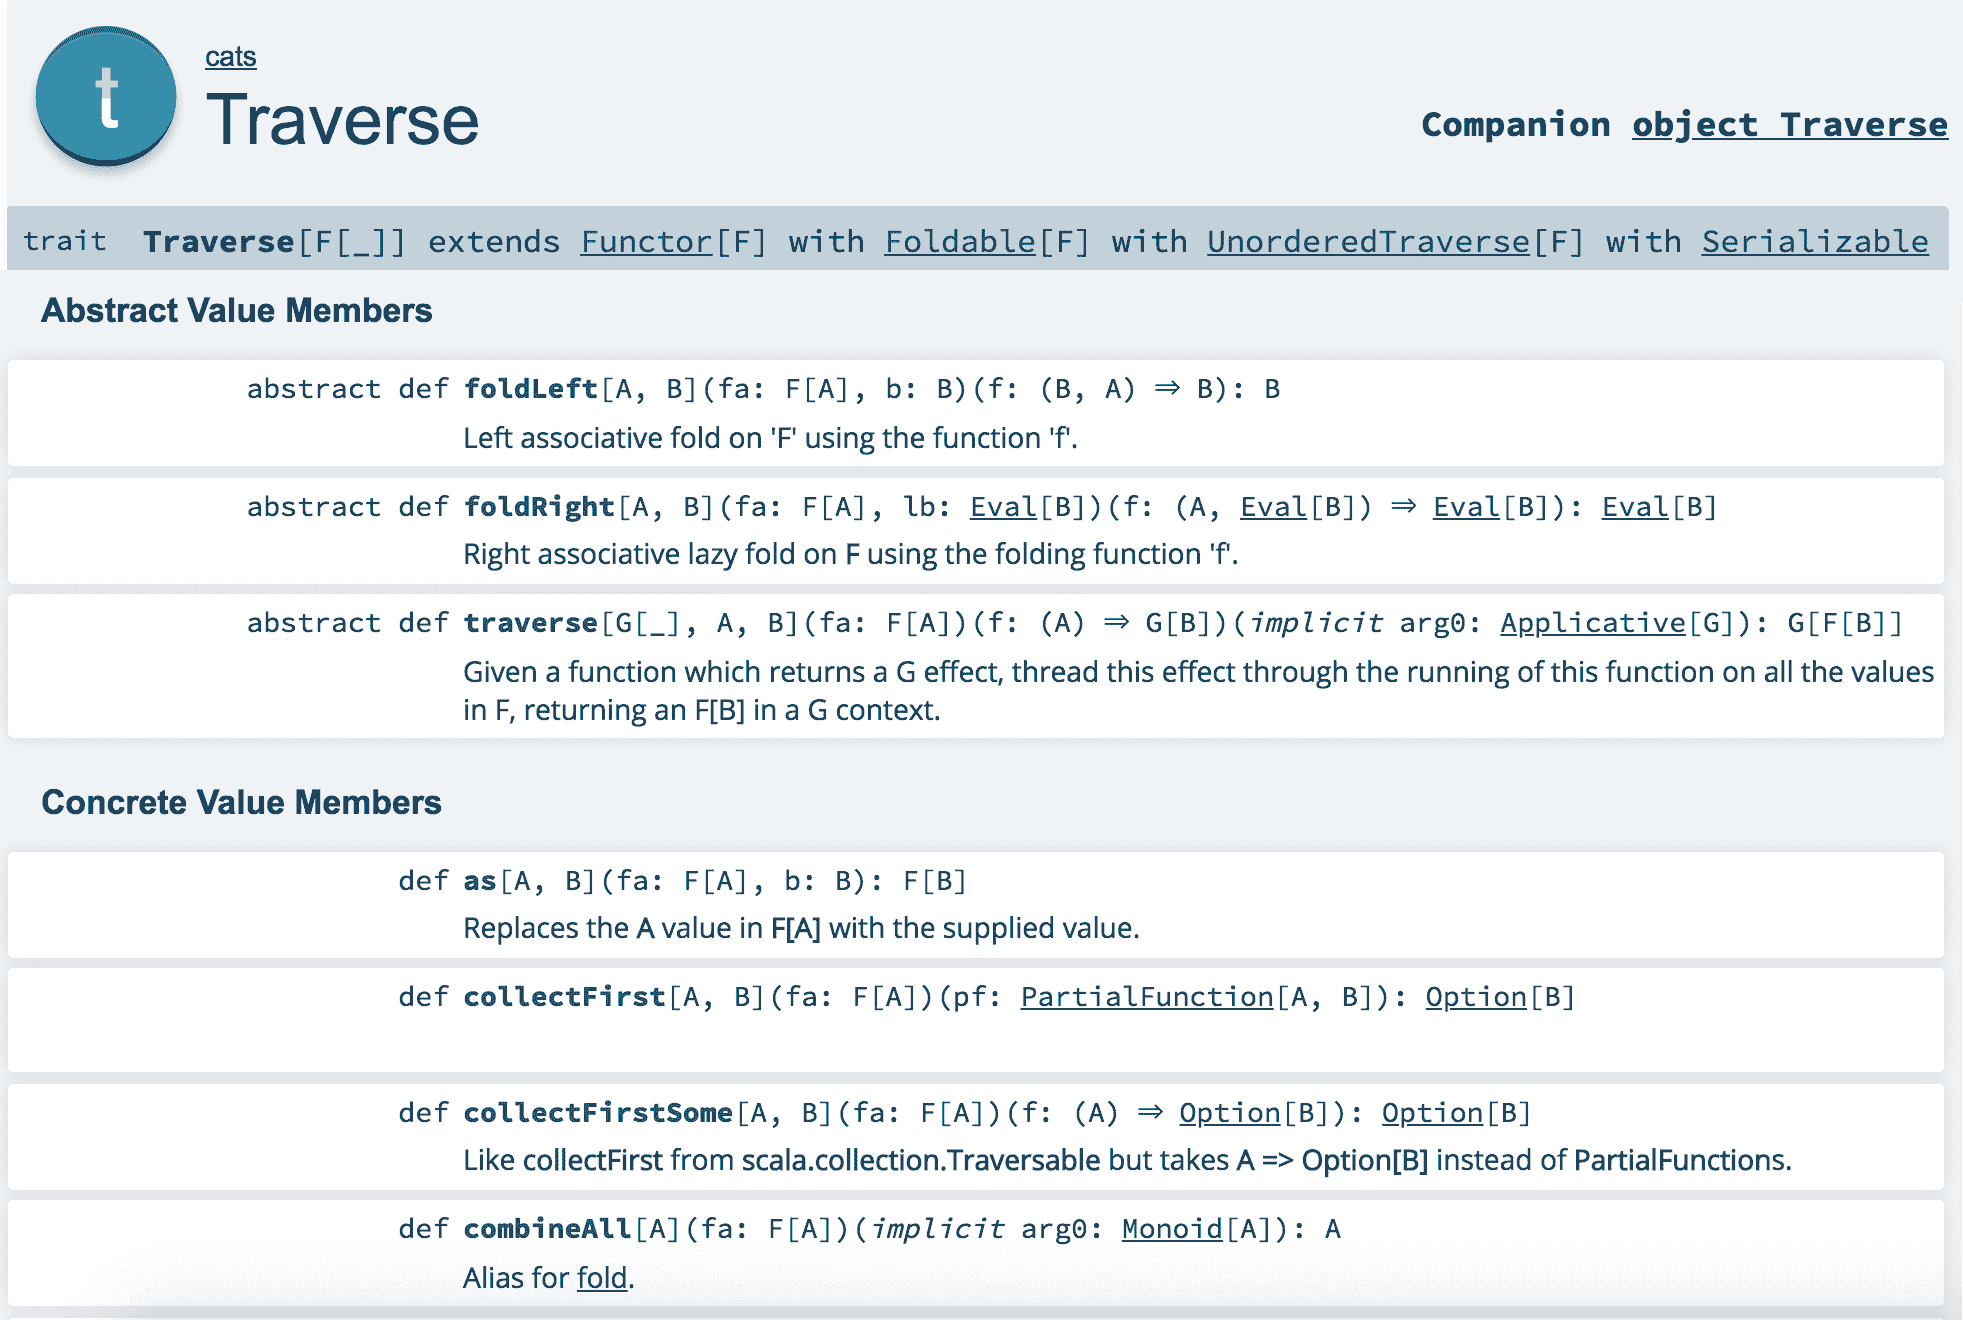 t
cats
Traverse
Companion object Traverse
trait Traverse[F[_]] extends Functor[F] with Foldable[F] with UnorderedTraverse[F] with Serializable
Abstract Value Members
abstract def foldLeft[A, B](fa: F[A], b: B)(f: (B, A) ⇒ B): B
Left associative fold on 'F' using the function 'f'.
abstract def foldRight[A, B](fa: F[A], lb: Eval[B])(f: (A, Eval[B]) ⇒ Eval[B]): Eval[B]
Right associative lazy fold on F using the folding function 'f'.
abstract def traverse[G[_], A, B](fa: F[A])(f: (A) ⇒ G[B])(implicit arg0: Applicative[G]): G[F[B]]
Given a function which returns a G effect, thread this effect through the running of this function on all the values
in F, returning an F[B] in a G context.
Concrete Value Members
def as[A, B](fa: F[A], b: B): F[B]
Replaces the A value in F[A] with the supplied value.
def collectFirst[A, B](fa: F[A])(pf: PartialFunction[A, B]): Option[B]
def collectFirstSome[A, B](fa: F[A])(f: (A) ⇒ Option[B]): Option[B]
Like collectFirst from scala.collection.Traversable but takes A => Option[B] instead of PartialFunctions.
def combineAll[A](fa: F[A])(implicit arg0: Monoid[A]): A
Alias for fold.